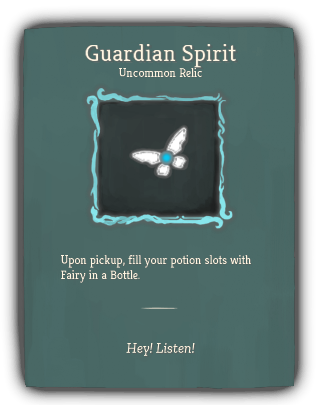 Guardian Spirit
Uncommon Relic
Upon pickup, fill your potion slots with
Fairy in a Bottle.
Hey! Listen!